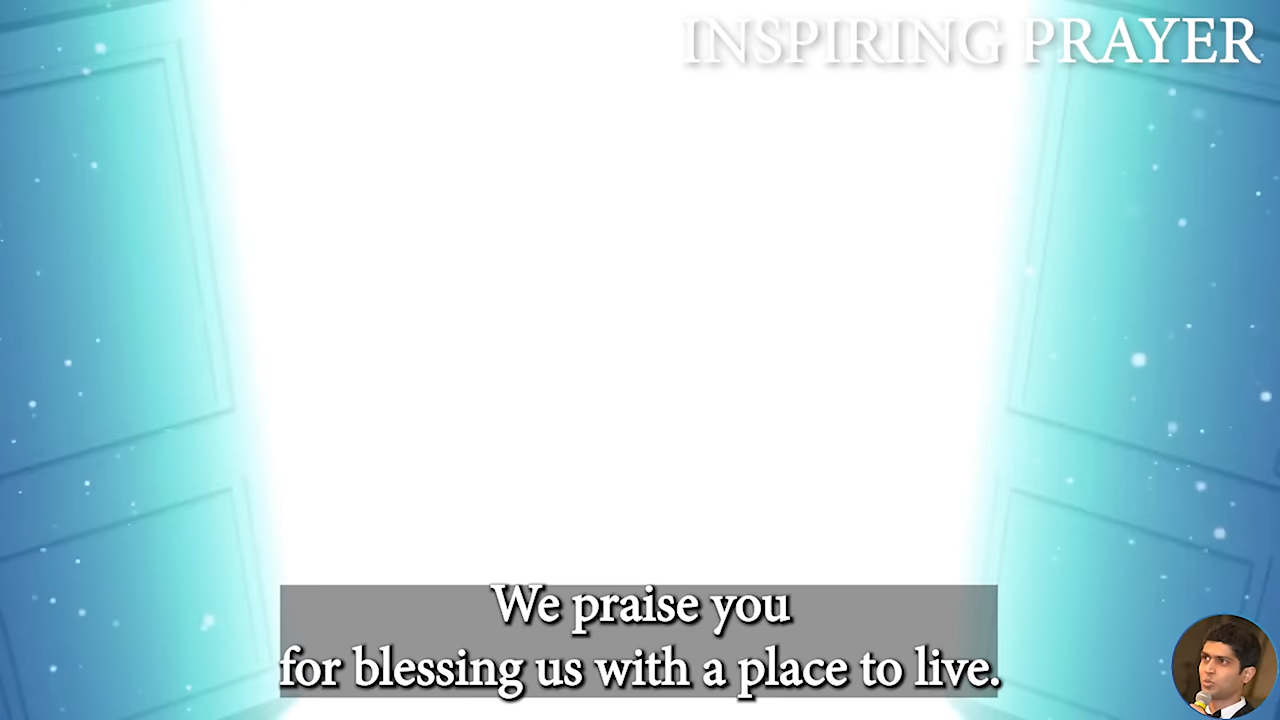 INSPIRING PRAYER
We praise you
for blessing us with a place to live.